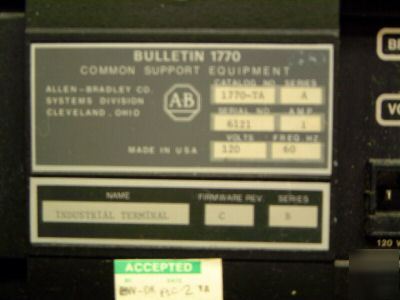 BULLETIN 1770
COMMON SUPPORT EQUIPMENT
CATALOG NO. SERIES
ALLEN-BRADLEY CO.
SYSTEMS DIVISION
CLEVELAND, OHIO
AB
1770-TA A
SERIAL NO. AMP.
6121 1
VOLTS FREQ. HZ
120 60
MADE IN USA
NAME FIRMWARE REV. SERIES
INDUSTRIAL TERMINAL C B
ACCEPTED
BY DATE
120